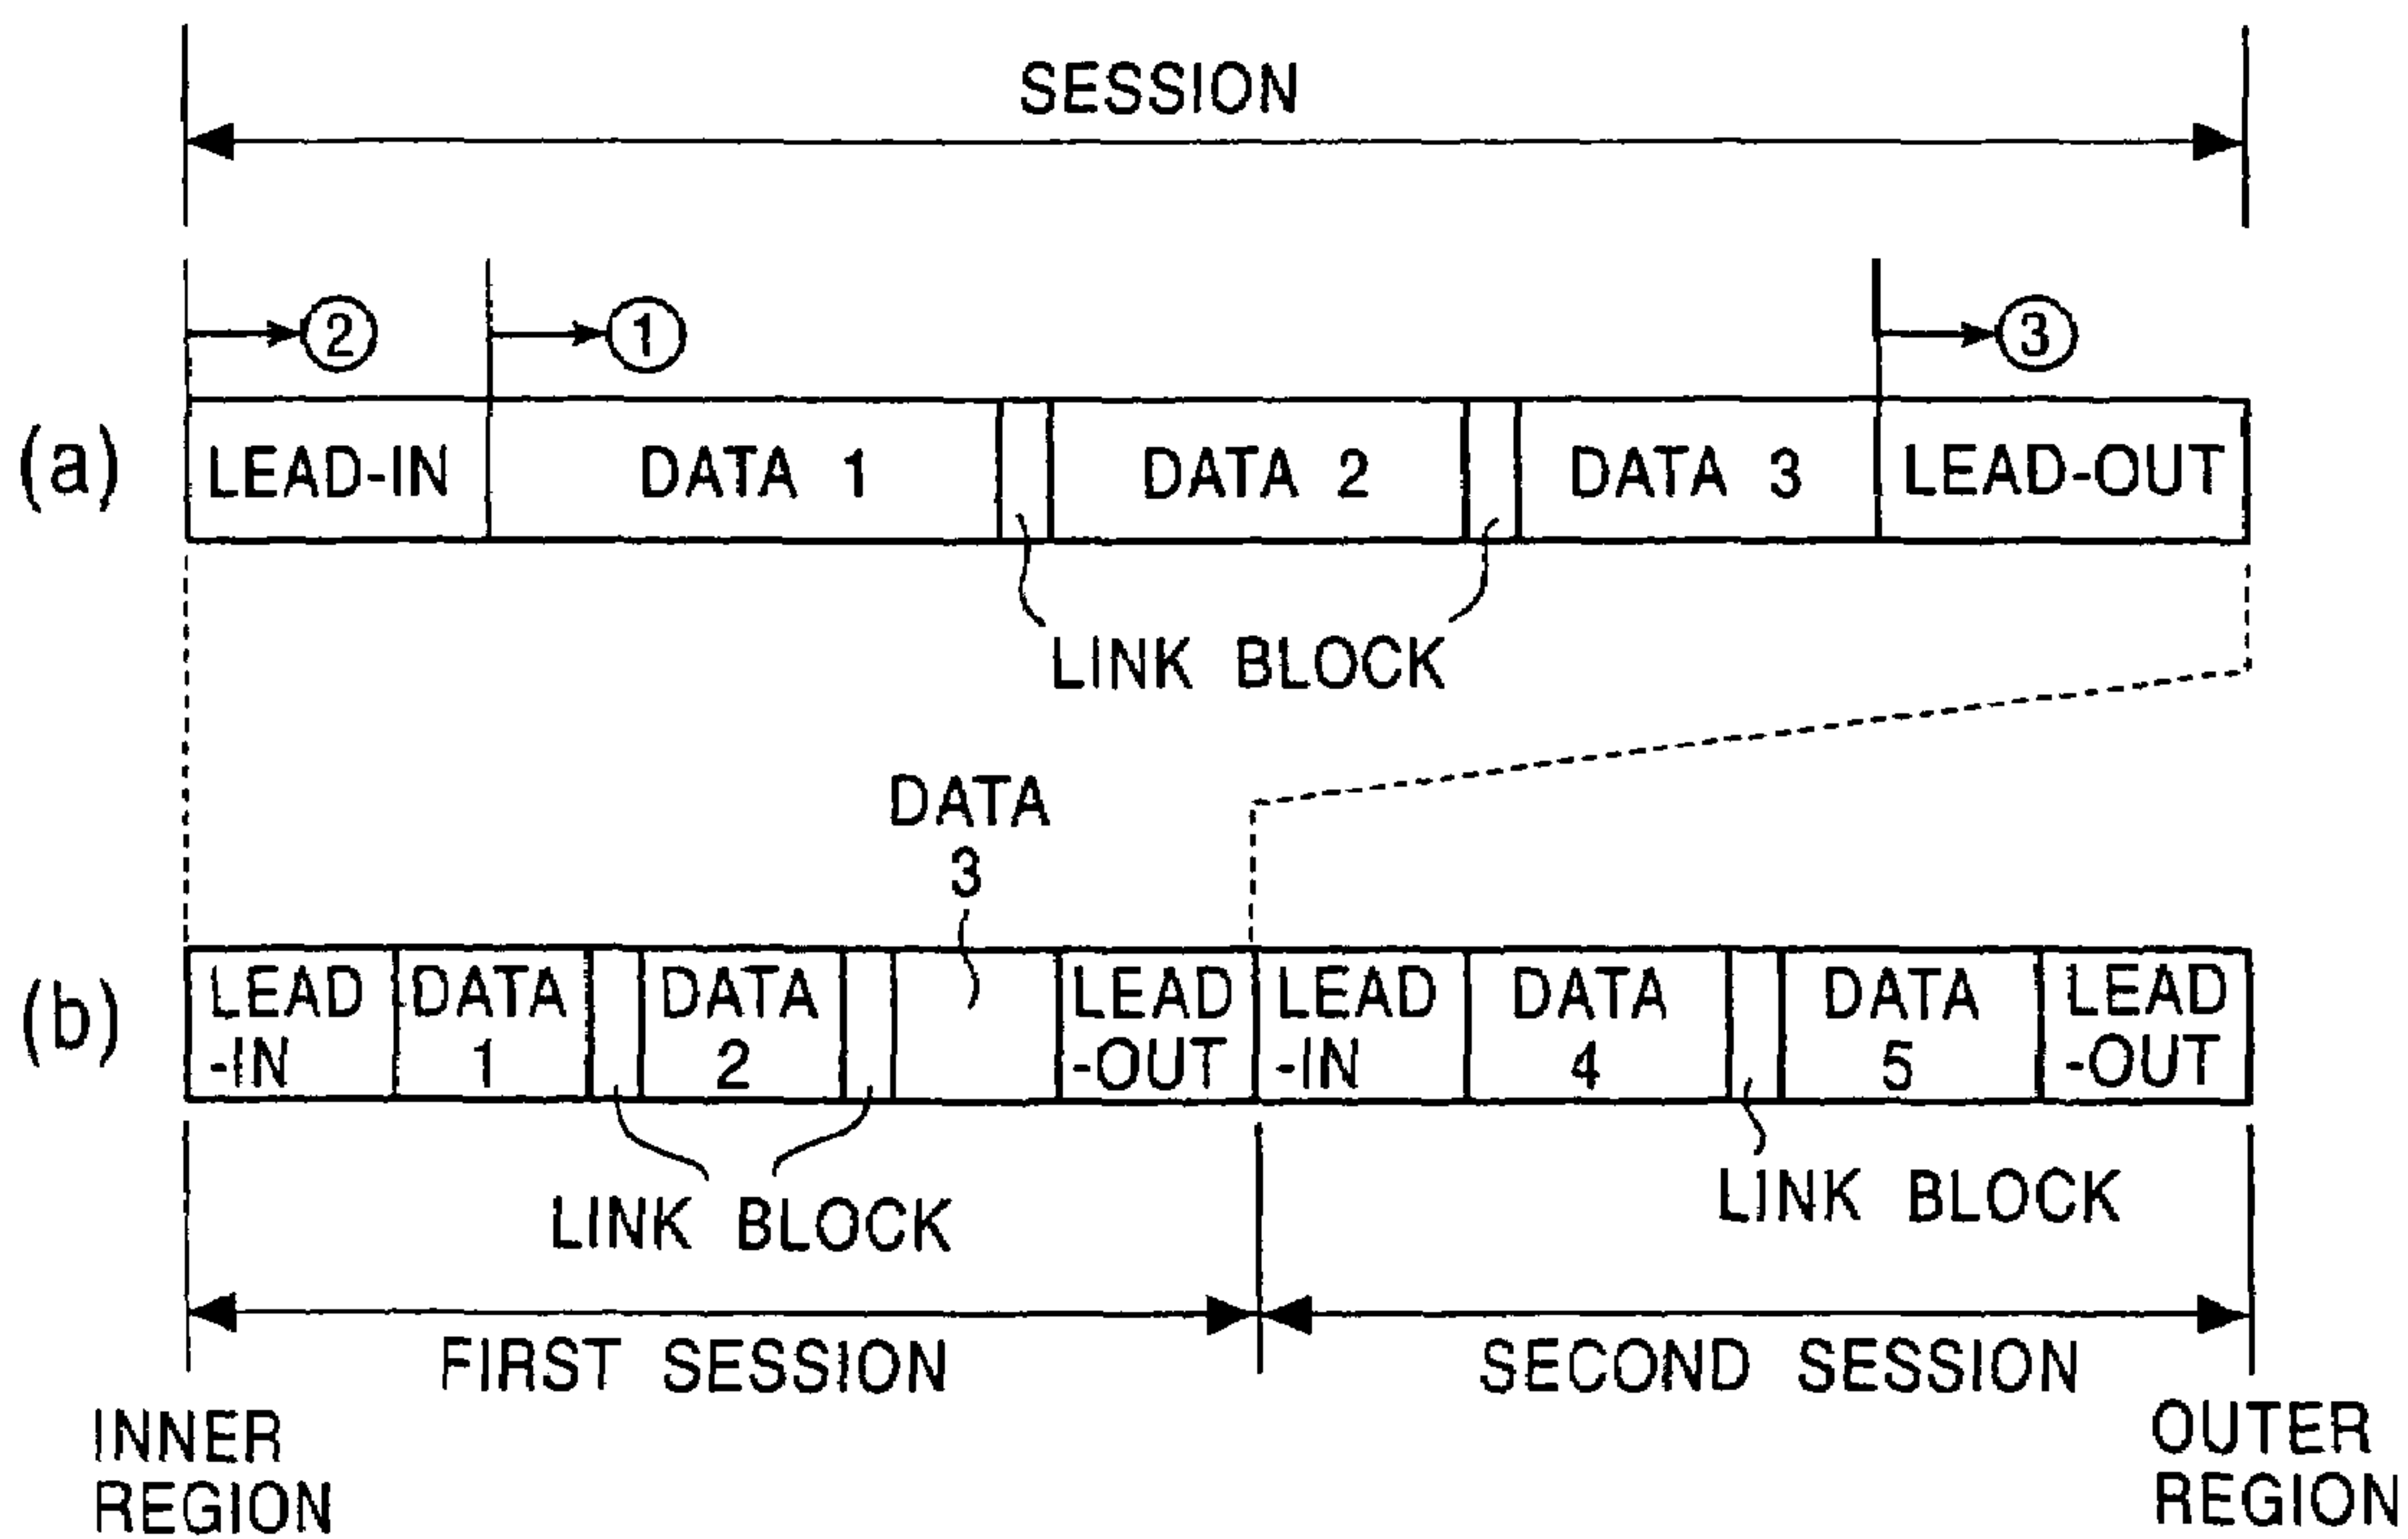 SESSION
② ① ③
(a) LEAD-IN DATA 1 DATA 2 DATA 3 LEAD-OUT
LINK BLOCK
DATA
3
(b) LEAD DATA DATA LEAD LEAD DATA DATA LEAD
-IN 1 2 -OUT -IN 4 5 -OUT
LINK BLOCK
LINK BLOCK
FIRST SESSION SECOND SESSION
INNER
REGION
OUTER
REGION